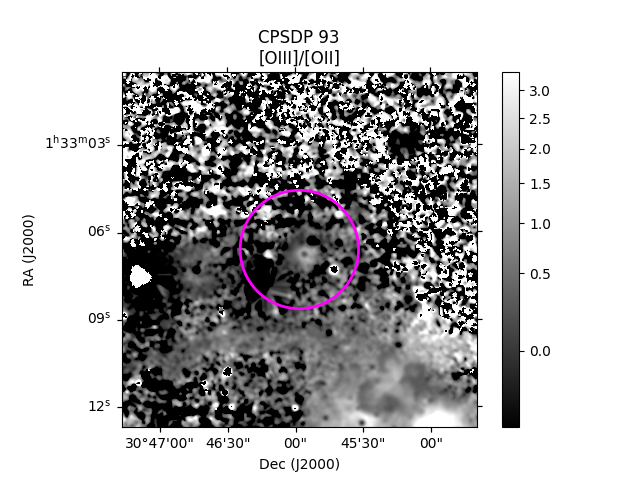 CPSDP 93
[OIII]/[OII]
3.0
2.5
2.0
1.5
1.0
0.5
0.0
1ʰ33ᵐ03ˢ
06ˢ
09ˢ
12ˢ
RA (J2000)
30°47'00" 46'30" 00" 45'30" 00"
Dec (J2000)